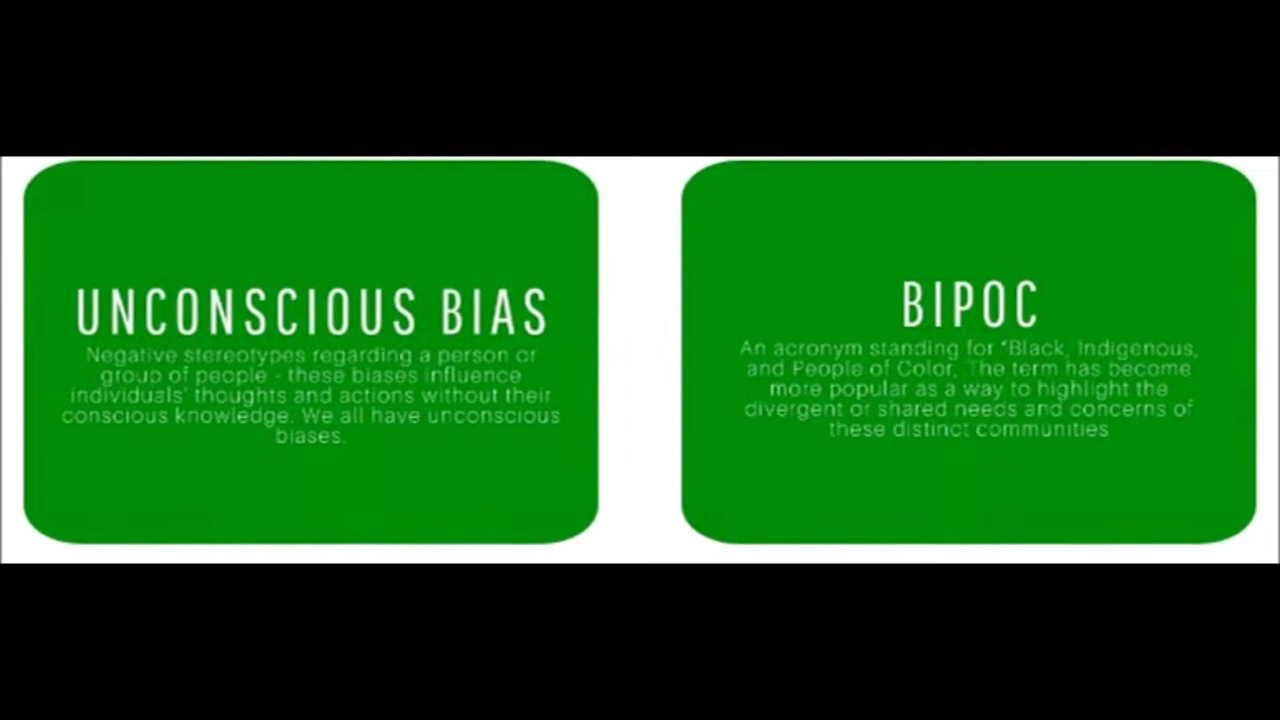 UNCONSCIOUS BIAS
Negative stereotypes regarding a person or
group of people - these biases influence
individuals' thoughts and actions without their
conscious knowledge. We all have unconscious
biases.
BIPOC
An acronym standing for "Black, Indigenous,
and People of Color, The term has become
more popular as a way to highlight the
divergent or shared needs and concerns of
these distinct communities